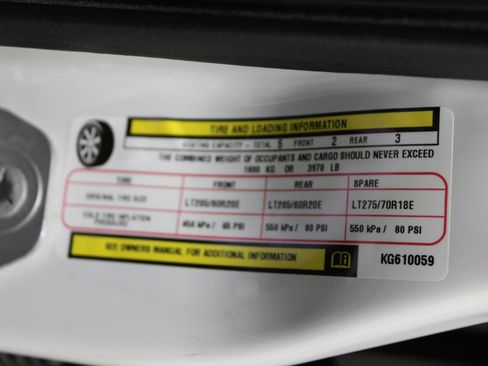 TIRE AND LOADING INFORMATION
SEATING CAPACITY - TOTAL 5 FRONT 2 REAR 3
THE COMBINED WEIGHT OF OCCUPANTS AND CARGO SHOULD NEVER EXCEED
1800 KG OR 3970 LB
TIRE FRONT REAR SPARE
ORIGINAL TIRE SIZE LT285/60R20E LT285/60R20E LT275/70R18E
COLD TIRE INFLATION PRESSURE 450 kPa / 65 PSI 550 kPa / 80 PSI 550 kPa / 80 PSI
SEE OWNERS MANUAL FOR ADDITIONAL INFORMATION
KG610059